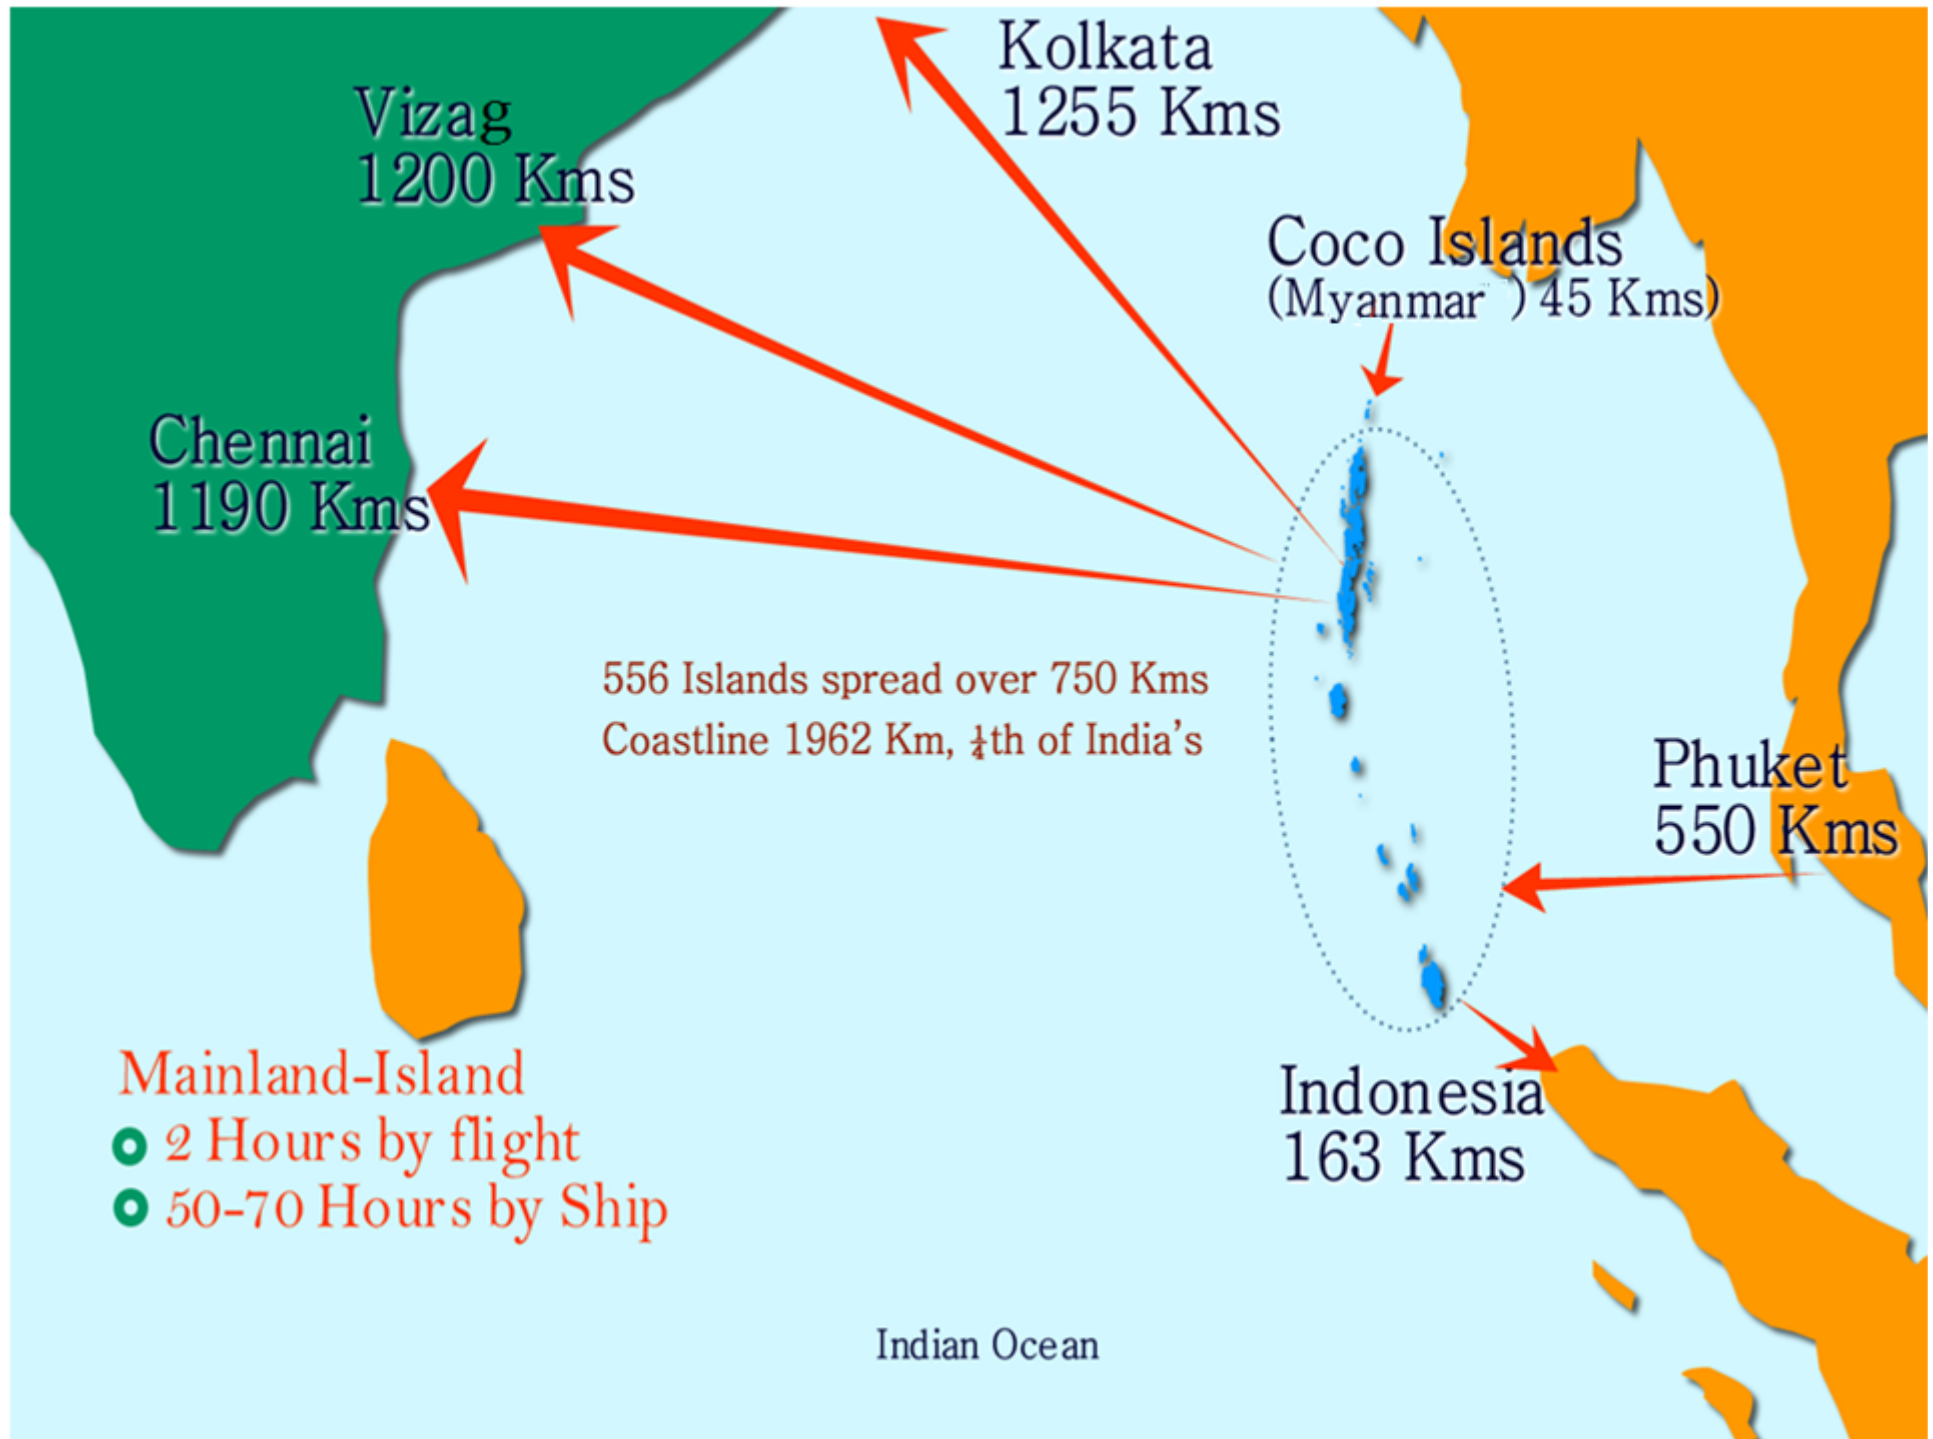 Kolkata
1255 Kms
Vizag
1200 Kms
Coco Islands
(Myanmar ) 45 Kms)
Chennai
1190 Kms
556 Islands spread over 750 Kms
Coastline 1962 Km, ¼th of India's
Phuket
550 Kms
Mainland-Island
2 Hours by flight
50-70 Hours by Ship
Indonesia
163 Kms
Indian Ocean